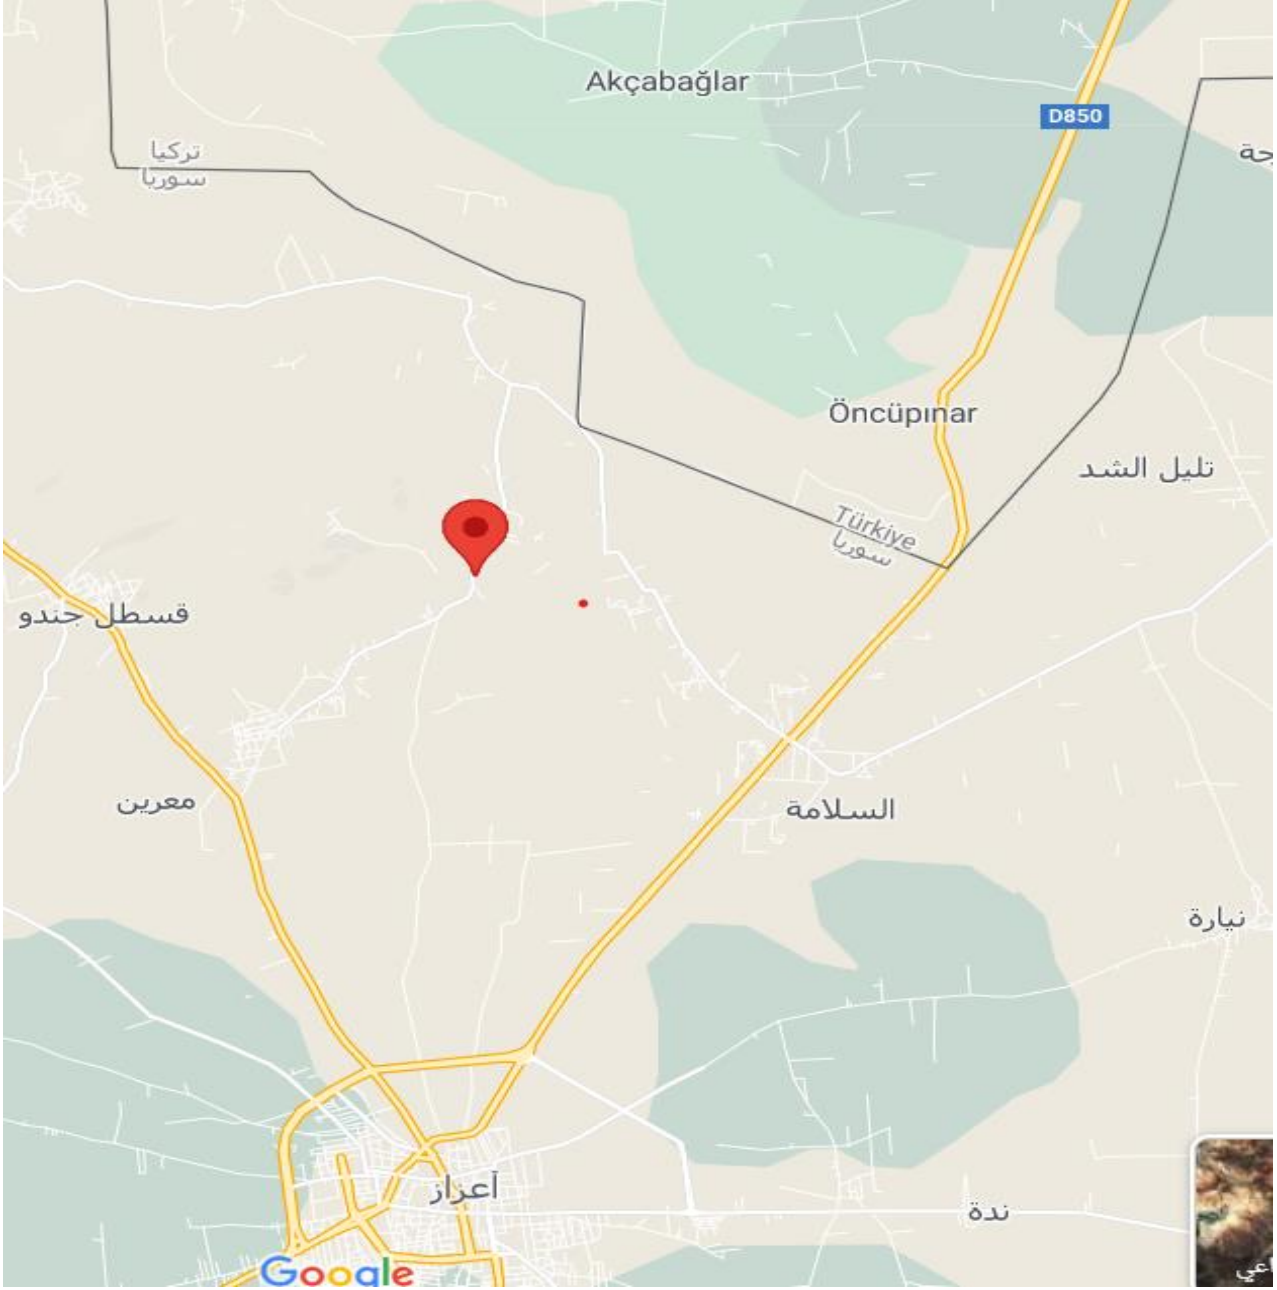 Akçabağlar
D850
تركيا
سوريا
Öncüpınar
تليل الشد
Türkiye
سوريا
قسطل جندو
معرين
السلامة
نيارة
أعزاز
ندة
Google